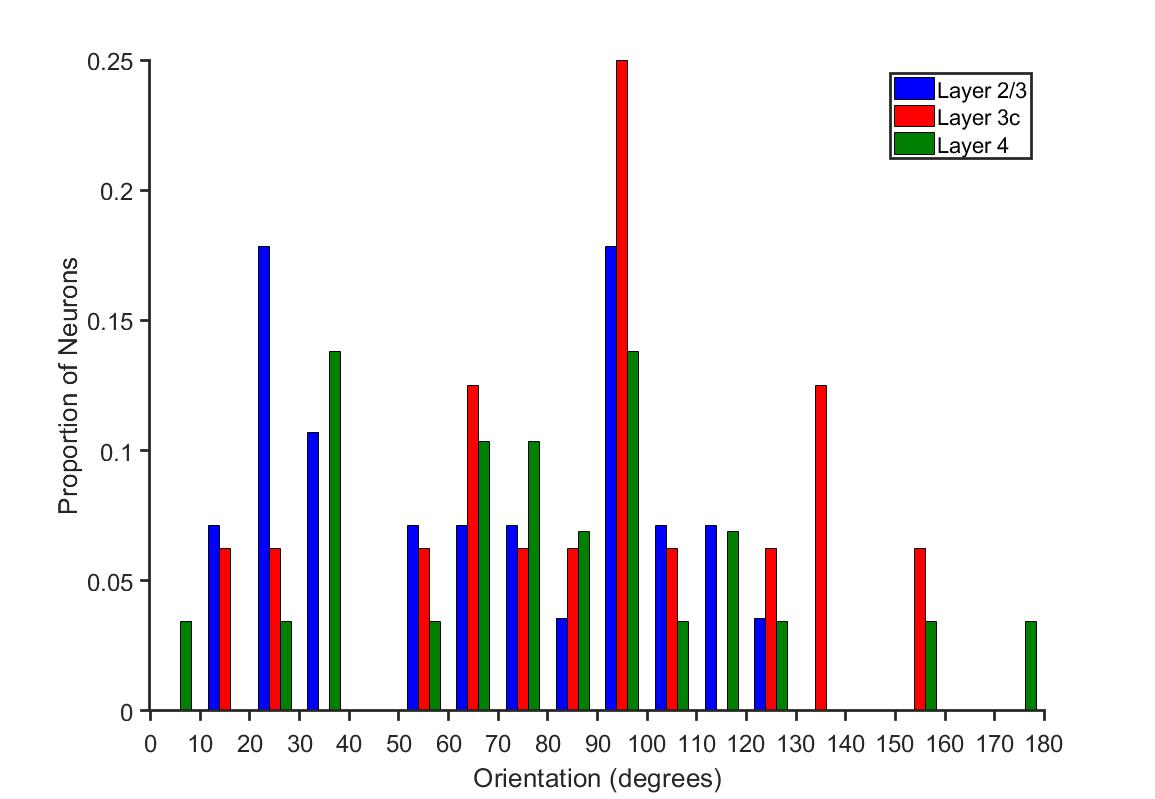 0.25
0.2
0.15
0.1
0.05
0
Proportion of Neurons
Layer 2/3
Layer 3c
Layer 4
0 10 20 30 40 50 60 70 80 90 100 110 120 130 140 150 160 170 180
Orientation (degrees)